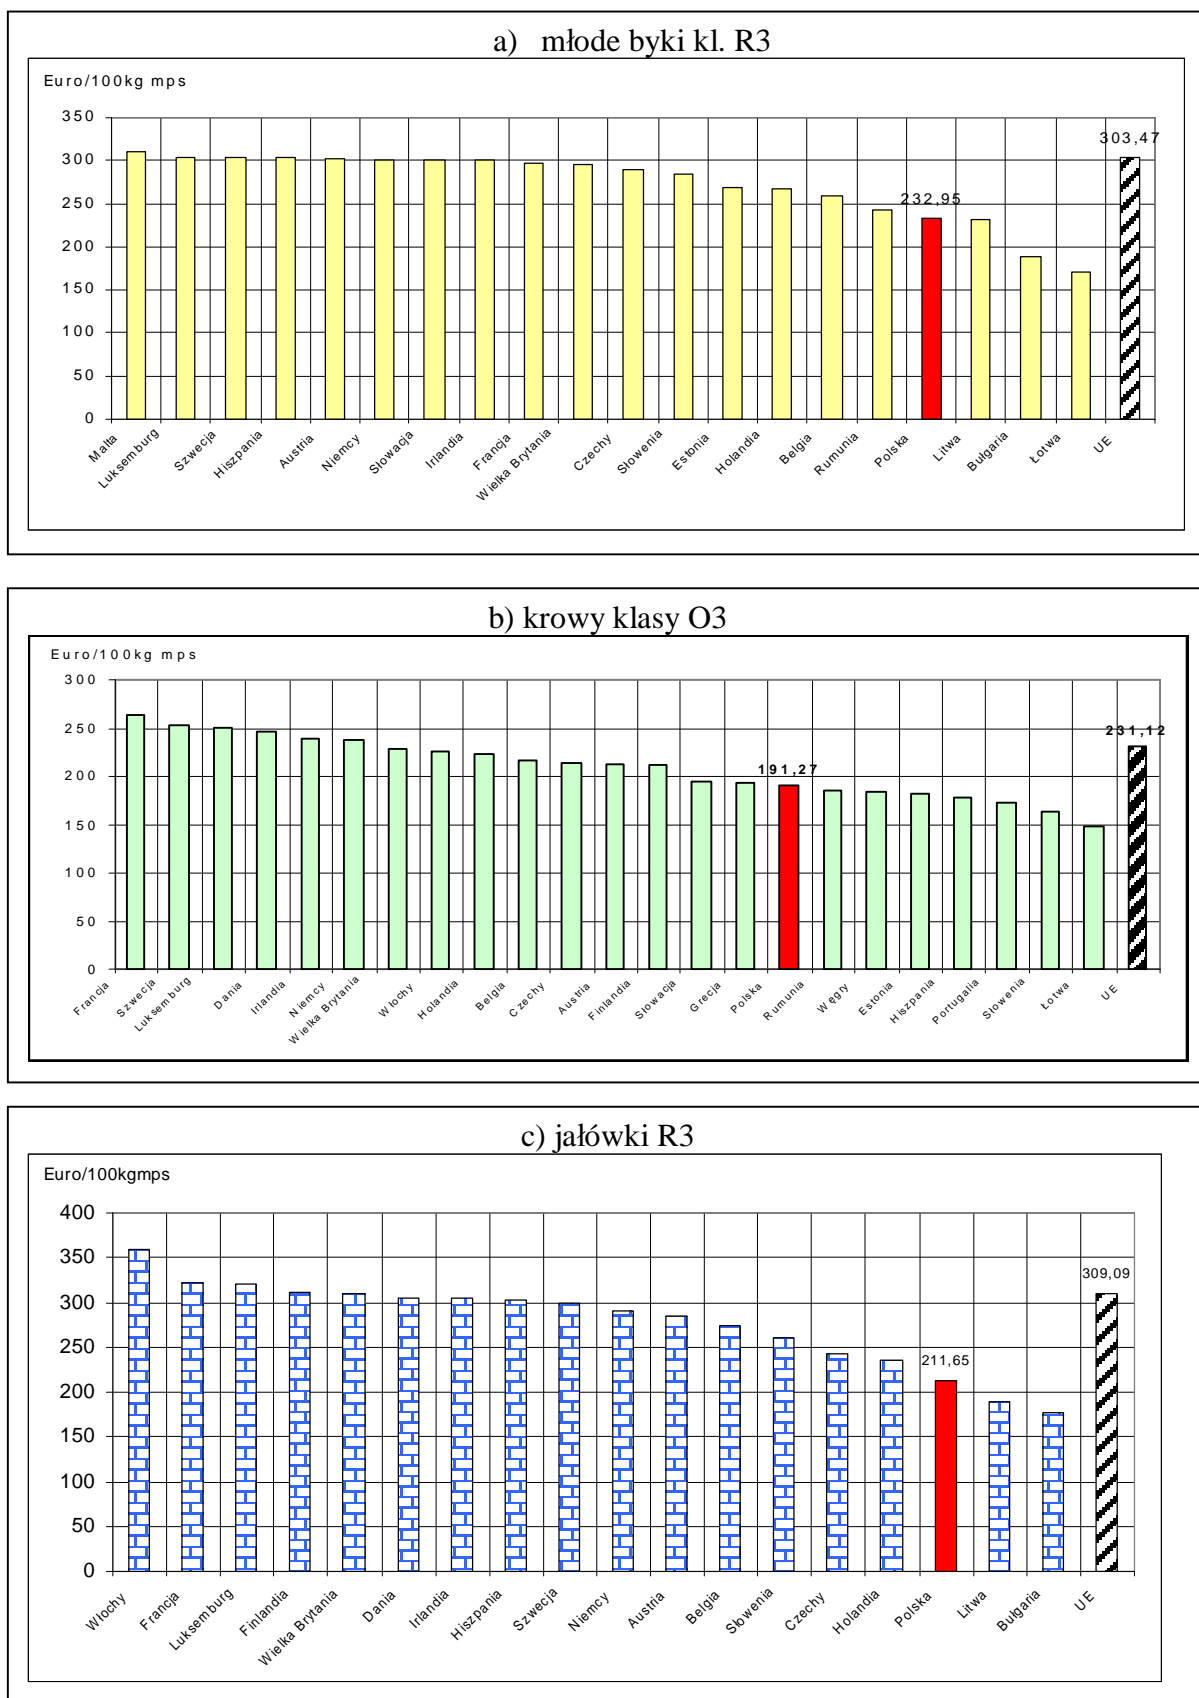 a) młode byki kl. R3
Euro/100kg mps
350
300
250
200
150
100
50
0
303,47
232,95
Malta
Luksemburg
Szwecja
Hiszpania
Austria
Niemcy
Słowacja
Irlandia
Francja
Wielka Brytania
Czechy
Słowenia
Estonia
Holandia
Belgia
Rumunia
Polska
Litwa
Bułgaria
Łotwa
UE
b) krowy klasy O3
Euro/100kg mps
300
250
200
150
100
50
0
231,12
191,27
Francja
Szwecja
Luksemburg
Dania
Irlandia
Niemcy
Wielka Brytania
Włochy
Holandia
Belgia
Czechy
Austria
Finlandia
Słowacja
Grecja
Polska
Rumunia
Węgry
Estonia
Hiszpania
Portugalia
Słowenia
Łotwa
UE
c) jałówki R3
Euro/100kgmps
400
350
300
250
200
150
100
50
0
309,09
211,65
Włochy
Francja
Luksemburg
Finlandia
Wielka Brytania
Dania
Irlandia
Hiszpania
Szwecja
Niemcy
Austria
Belgia
Słowenia
Czechy
Holandia
Polska
Litwa
Bułgaria
UE